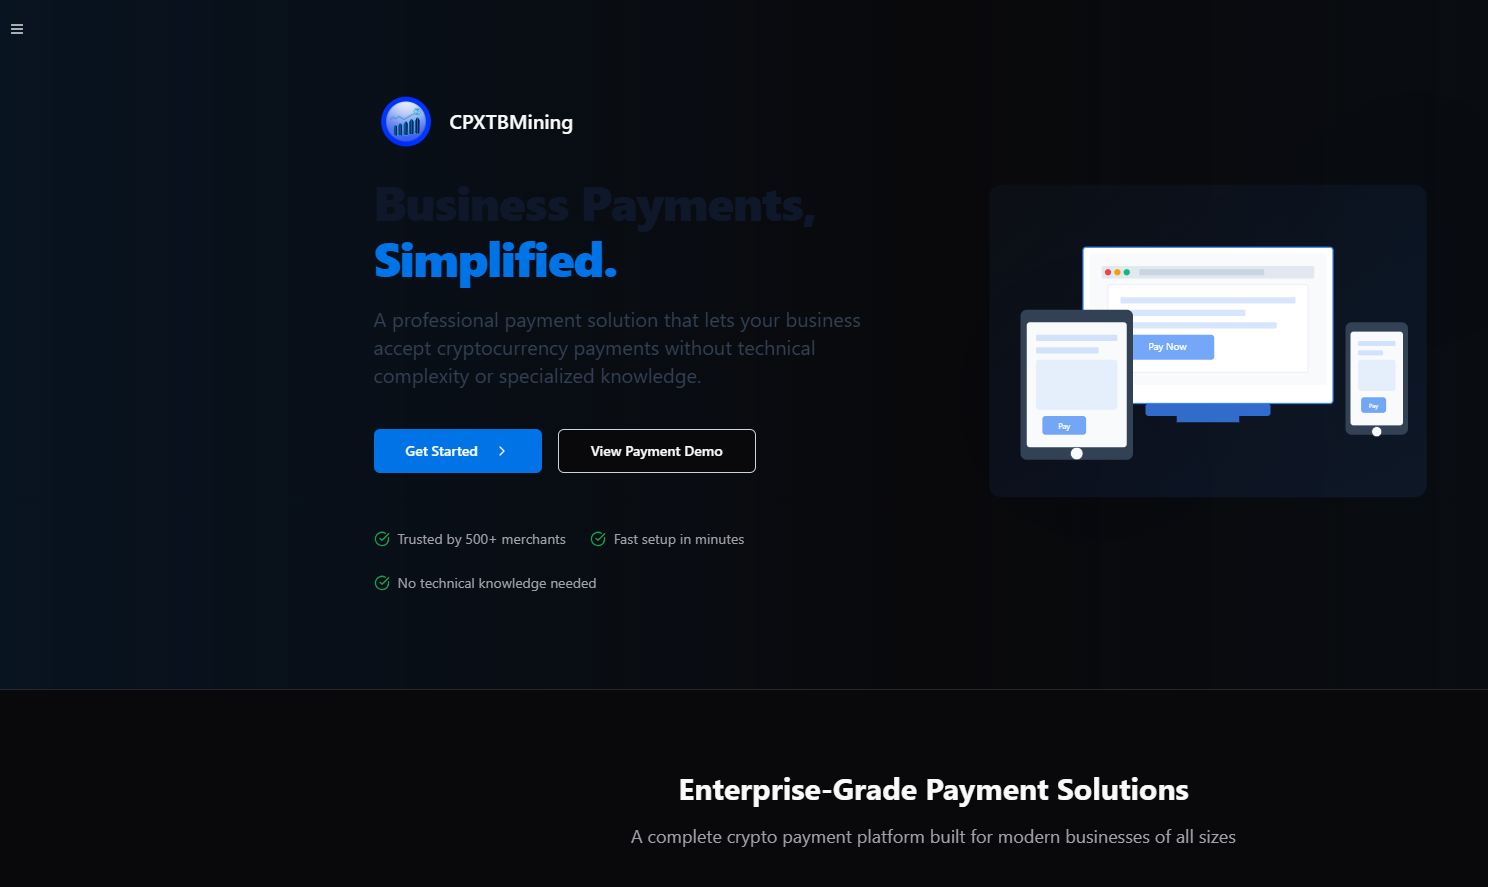 CPXTBMining
Business Payments,
Simplified.
A professional payment solution that lets your business
accept cryptocurrency payments without technical
complexity or specialized knowledge.
Get Started
View Payment Demo
Trusted by 500+ merchants
Fast setup in minutes
No technical knowledge needed
Pay Now
Pay
Pay
Enterprise-Grade Payment Solutions
A complete crypto payment platform built for modern businesses of all sizes